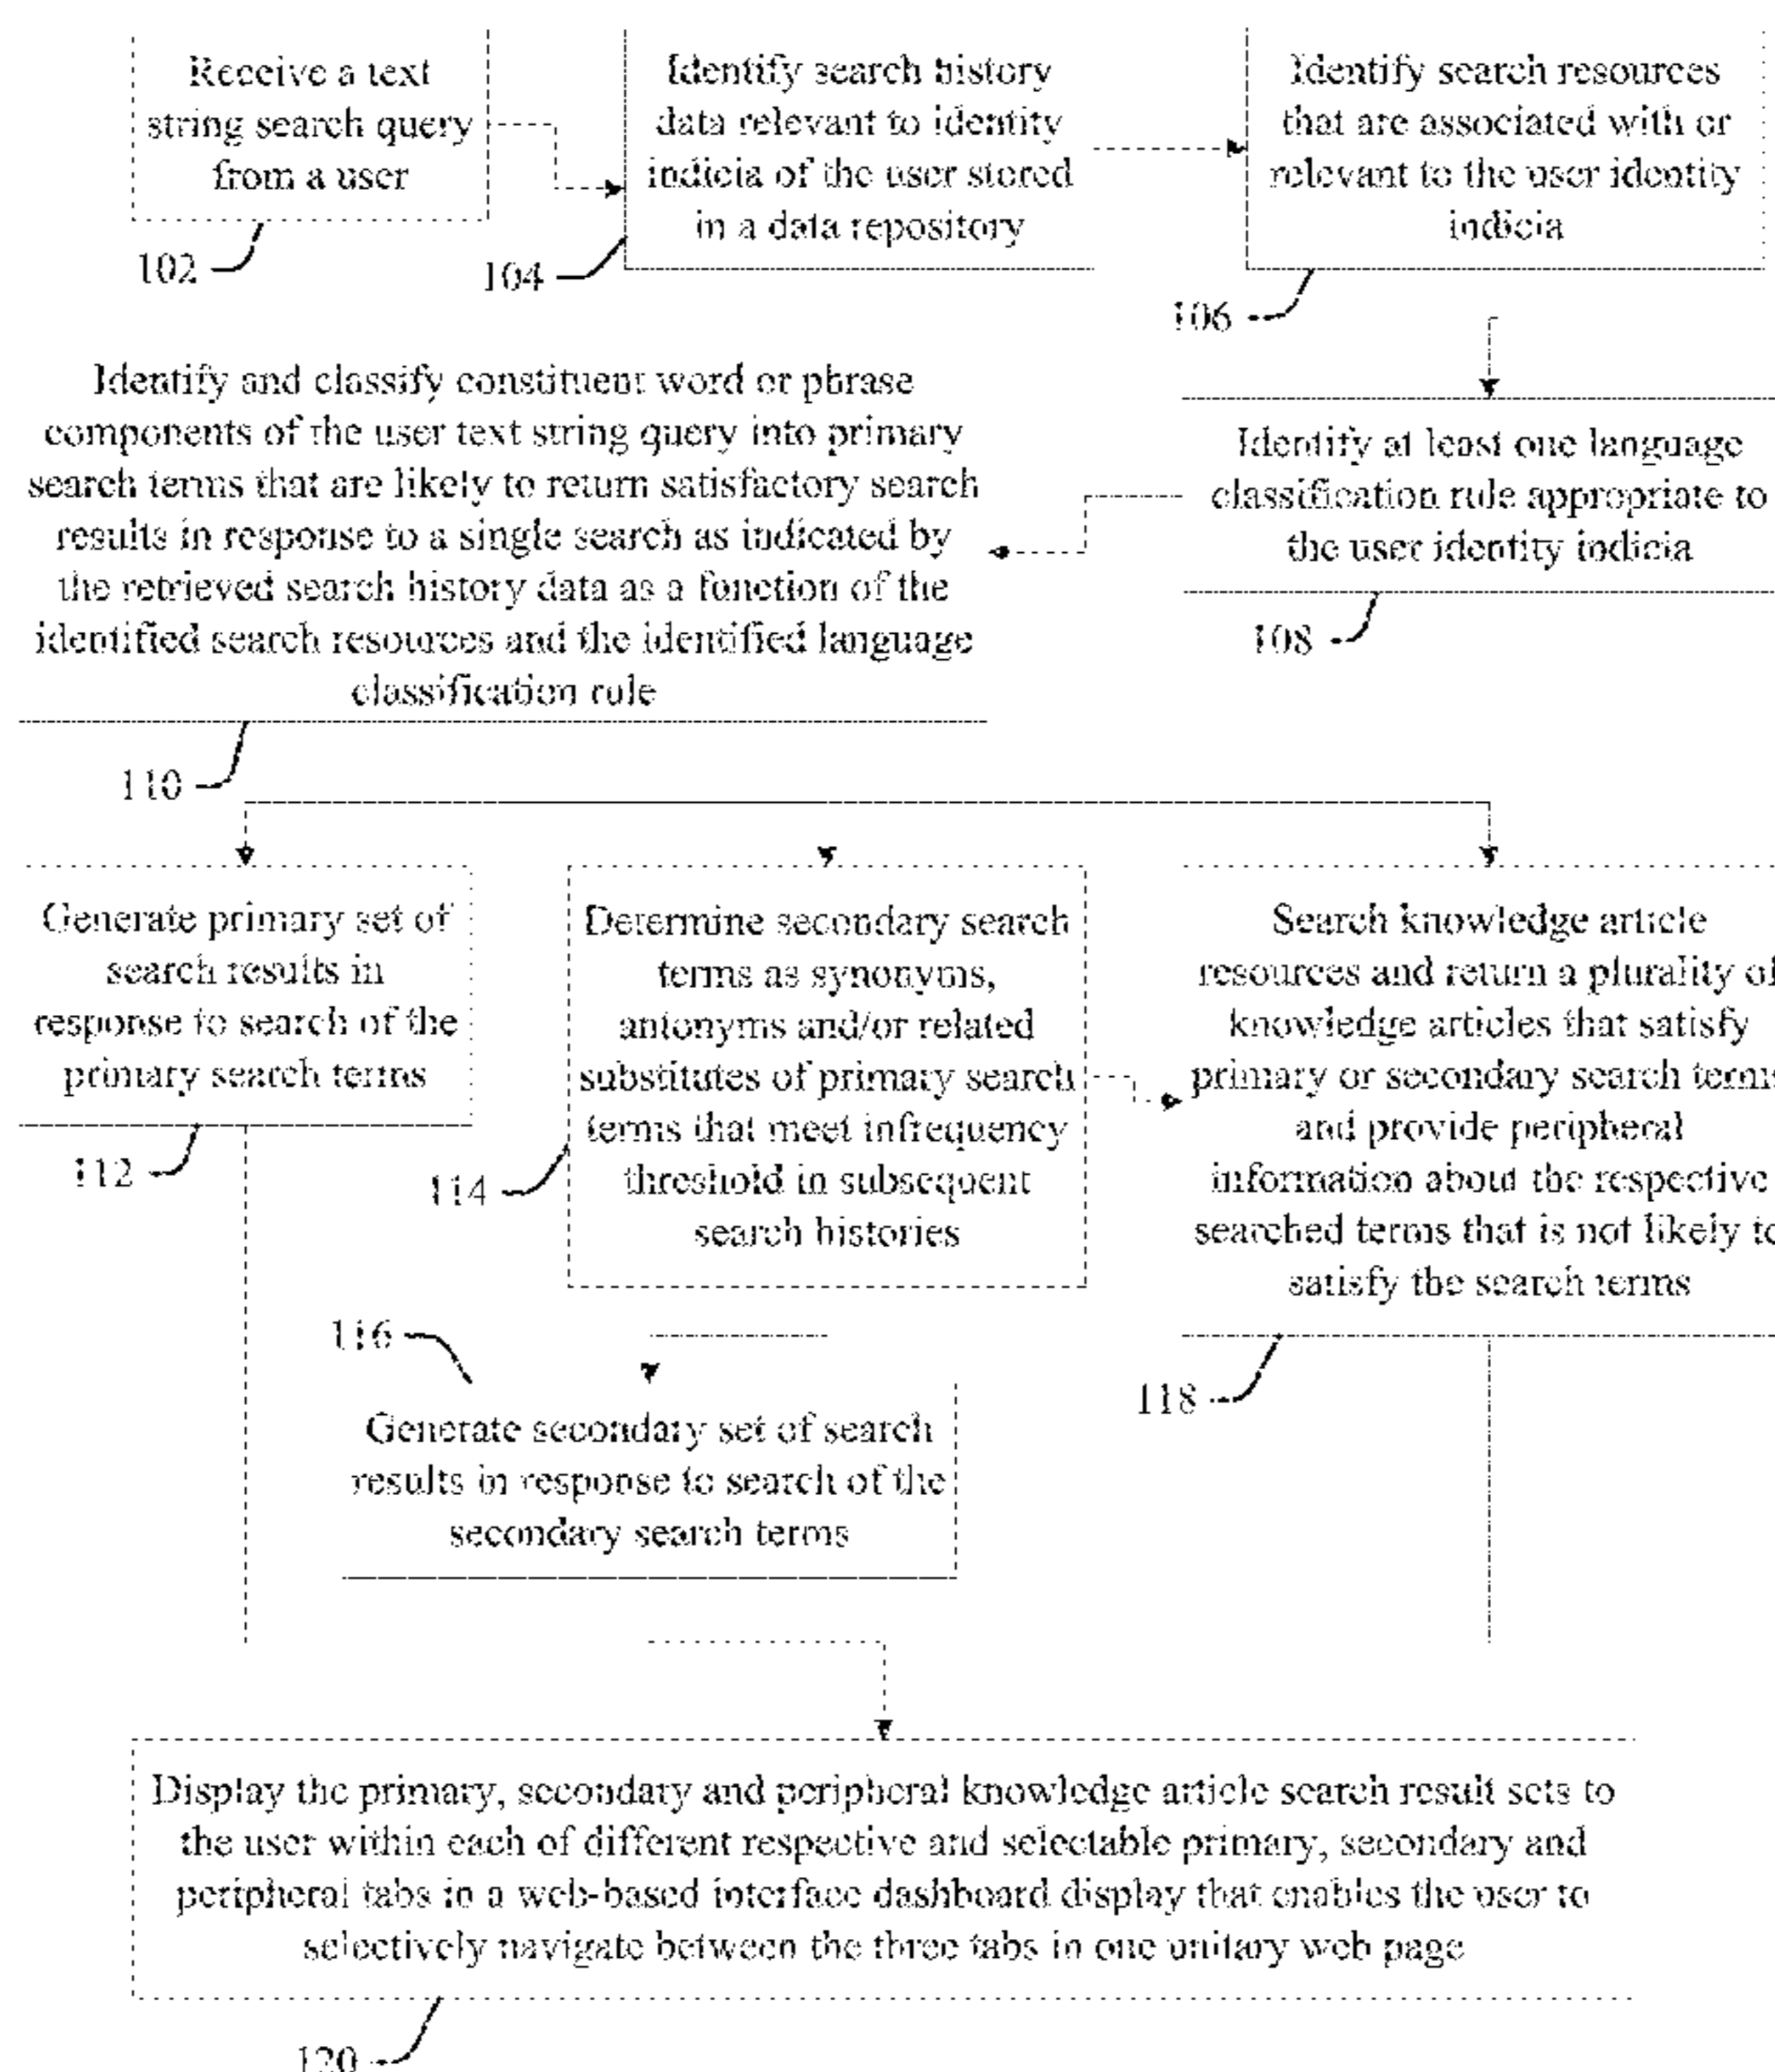 Receive a text
string search query
from a user
102
Identify search history
data relevant to identity
indicia of the user stored
in a data repository
104
Identify search resources
that are associated with or
relevant to the user identity
indicia
106
Identify at least one language
classification rule appropriate to
the user identity indicia
108
Identify and classify constituent word or phrase
components of the user text string query into primary
search terms that are likely to return satisfactory search
results in response to a single search as indicated by
the retrieved search history data as a function of the
identified search resources and the identified language
classification rule
110
Generate primary set of
search results in
response to search of the
primary search terms
112
Determine secondary search
terms as synonyms,
antonyms and/or related
substitutes of primary search
terms that meet infrequency
threshold in subsequent
search histories
114
Search knowledge article
resources and return a plurality of
knowledge articles that satisfy
primary or secondary search terms
and provide peripheral
information about the respective
searched terms that is not likely to
satisfy the search terms
118
116
Generate secondary set of search
results in response to search of the
secondary search terms
Display the primary, secondary and peripheral knowledge article search result sets to
the user within each of different respective and selectable primary, secondary and
peripheral tabs in a web-based interface dashboard display that enables the user to
selectively navigate between the three tabs in one unitary web page
120